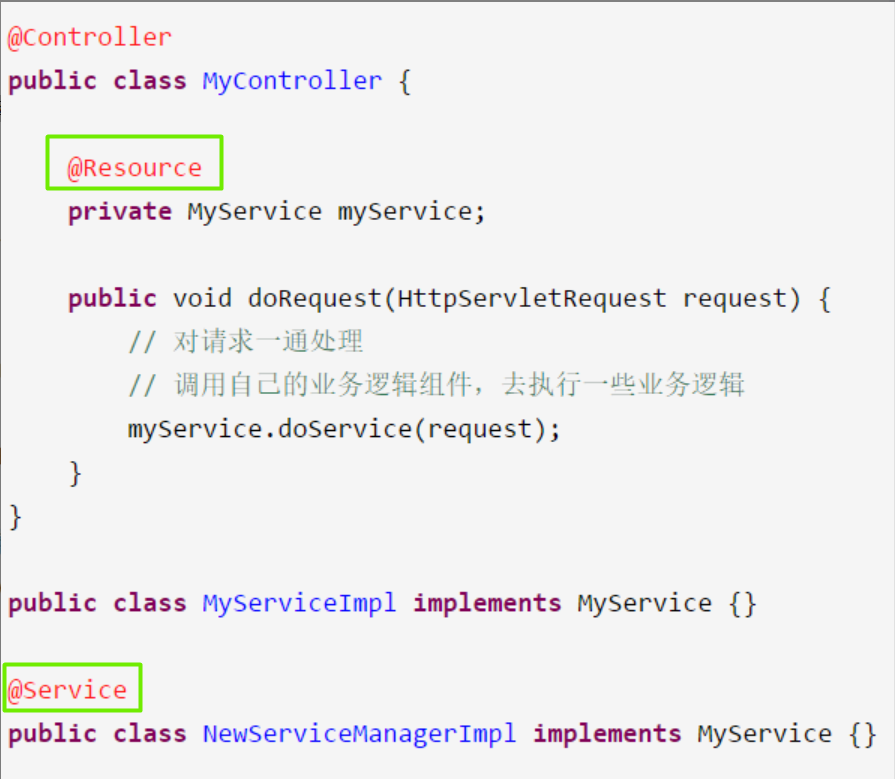 @Controller
public class MyController {
@Resource
private MyService myService;
public void doRequest(HttpServletRequest request) {
// 对请求一通处理
// 调用自己的业务逻辑组件，去执行一些业务逻辑
myService.doService(request);
}
}
public class MyServiceImpl implements MyService {}
@Service
public class NewServiceManagerImpl implements MyService {}